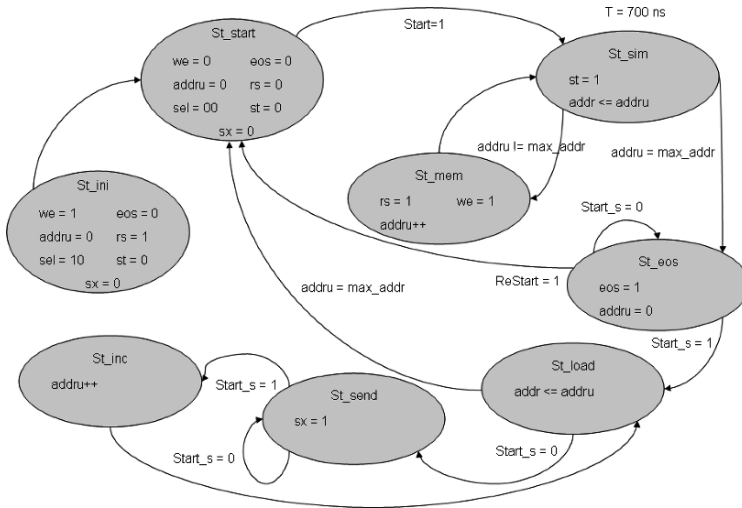 T = 700 ns
St_start
we = 0 eos = 0
addru = 0 rs = 0
sel = 00 st = 0
sx = 0
Start=1
St_sim
st = 1
addr <= addru
addru != max_addr
addru = max_addr
St_mem
rs = 1 we = 1
addru++
St_ini
we = 1 eos = 0
addru = 0 rs = 1
sel = 10 st = 0
sx = 0
Start_s = 0
St_eos
eos = 1
addru = 0
ReStart = 1
addru = max_addr
Start_s = 1
St_inc
addru++
Start_s = 1
St_send
sx = 1
St_load
addr <= addru
Start_s = 0
Start_s = 0